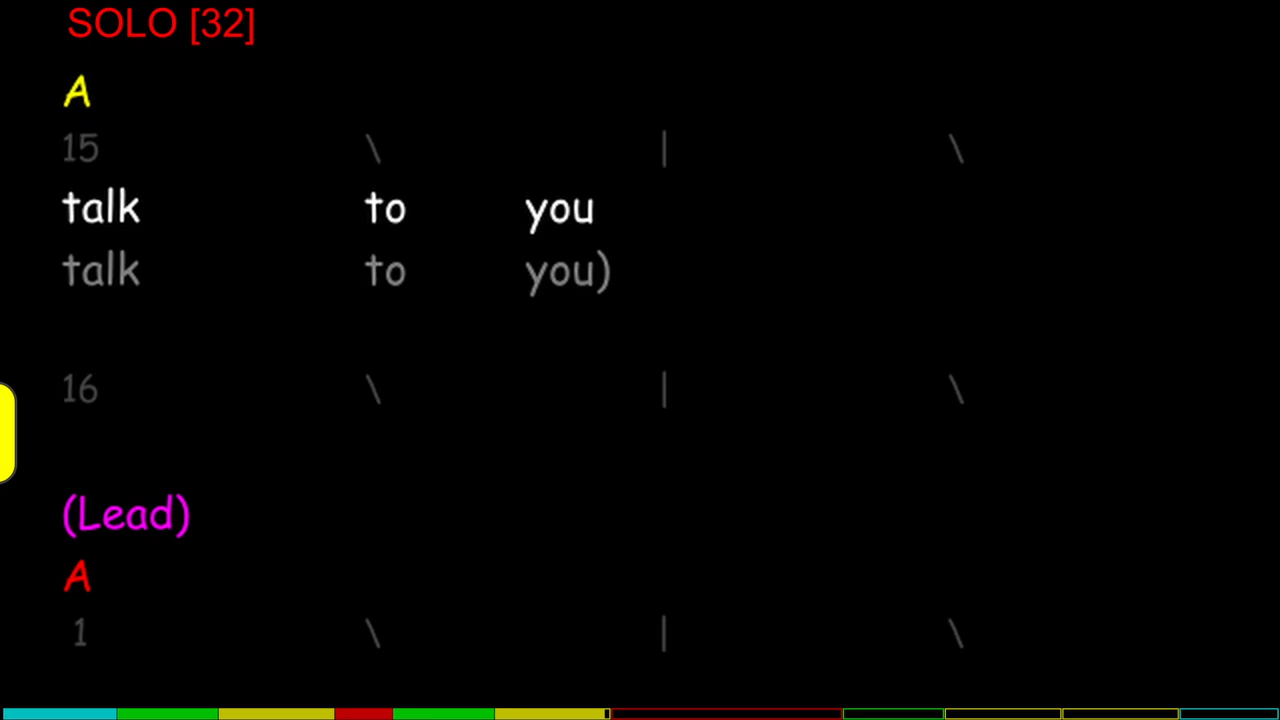 SOLO [32]
A
15 \ | \
talk to you
talk to you)
16 \ | \
(Lead)
A
1 \ | \